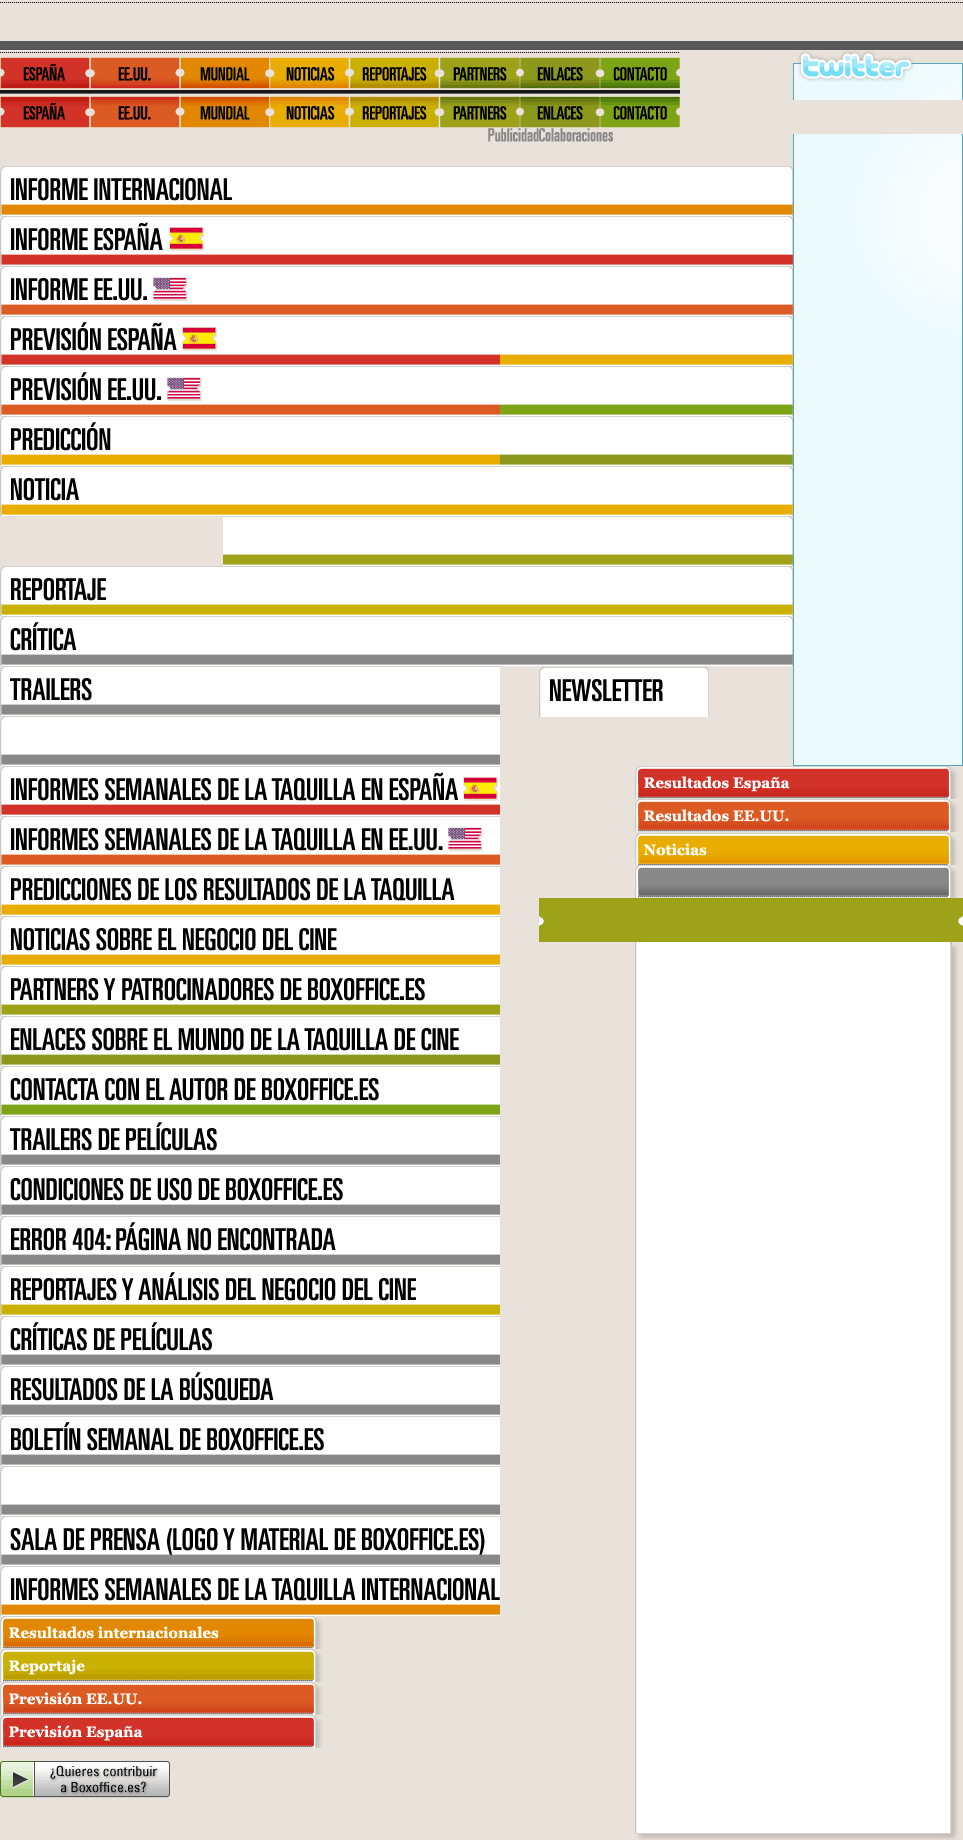 twitter
ESPAÑA EE.UU. MUNDIAL NOTICIAS REPORTAJES PARTNERS ENLACES CONTACTO
ESPAÑA EE.UU. MUNDIAL NOTICIAS REPORTAJES PARTNERS ENLACES CONTACTO
PublicidadColaboraciones
INFORME INTERNACIONAL
INFORME ESPAÑA
INFORME EE.UU.
PREVISIÓN ESPAÑA
PREVISIÓN EE.UU.
PREDICCIÓN
NOTICIA
REPORTAJE
CRÍTICA
TRAILERS
NEWSLETTER
INFORMES SEMANALES DE LA TAQUILLA EN ESPAÑA
Resultados España
Resultados EE.UU.
INFORMES SEMANALES DE LA TAQUILLA EN EE.UU.
Noticias
PREDICCIONES DE LOS RESULTADOS DE LA TAQUILLA
NOTICIAS SOBRE EL NEGOCIO DEL CINE
PARTNERS Y PATROCINADORES DE BOXOFFICE.ES
ENLACES SOBRE EL MUNDO DE LA TAQUILLA DE CINE
CONTACTA CON EL AUTOR DE BOXOFFICE.ES
TRAILERS DE PELÍCULAS
CONDICIONES DE USO DE BOXOFFICE.ES
ERROR 404: PÁGINA NO ENCONTRADA
REPORTAJES Y ANÁLISIS DEL NEGOCIO DEL CINE
CRÍTICAS DE PELÍCULAS
RESULTADOS DE LA BÚSQUEDA
BOLETÍN SEMANAL DE BOXOFFICE.ES
SALA DE PRENSA (LOGO Y MATERIAL DE BOXOFFICE.ES)
INFORMES SEMANALES DE LA TAQUILLA INTERNACIONAL
Resultados internacionales
Reportaje
Previsión EE.UU.
Previsión España
¿Quieres contribuir
a Boxoffice.es?